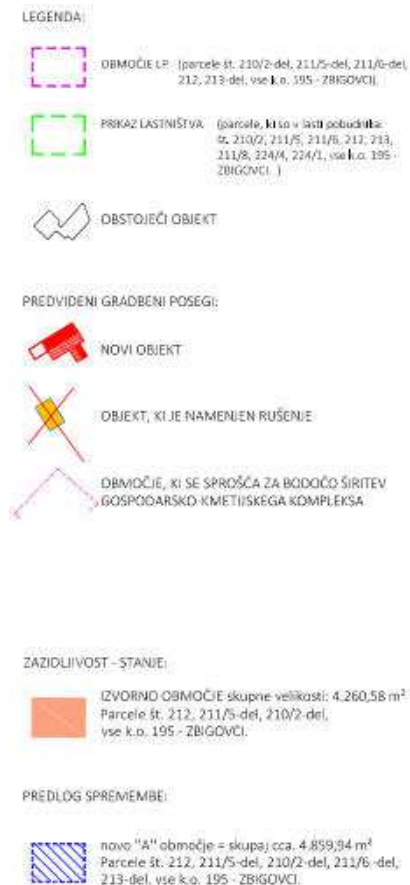 LEGENDA:
OBMOČJE LP (parcele št. 210/2-del, 211/5-del, 211/6-del,
212, 213-del, vse k.o. 195 - ZBIGOVCI).
PRIKAZ LASTNIŠTVA (parcele, ki so v lasti pobudnika:
št. 210/2, 211/5, 211/6, 212, 213,
211/8, 224/4, 224/1, vse k.o. 195 -
ZBIGOVCI. )
OBSTOJEČI OBJEKT
PREDVIDENI GRADBENI POSEGI:
NOVI OBJEKT
OBJEKT, KI JE NAMENJEN RUŠENJE
OBMOČJE, KI SE SPROŠČA ZA BODOČO ŠIRITEV
GOSPODARSKO KMETIJSKEGA KOMPLEKSA
ZAZIDLJIVOST - STANJE:
IZVORNO OBMOČJE skupne velikosti: 4.260,58 m²
Parcele št. 212, 211/5-del, 210/2-del,
vse k.o. 195 - ZBIGOVCI.
PREDLOG SPREMEMBE:
novo "A" območje = skupaj cca. 4.859,94 m²
Parcele št. 212, 211/5-del, 210/2-del, 211/6 -del,
213-del, vse k.o. 195 - ZBIGOVCI.